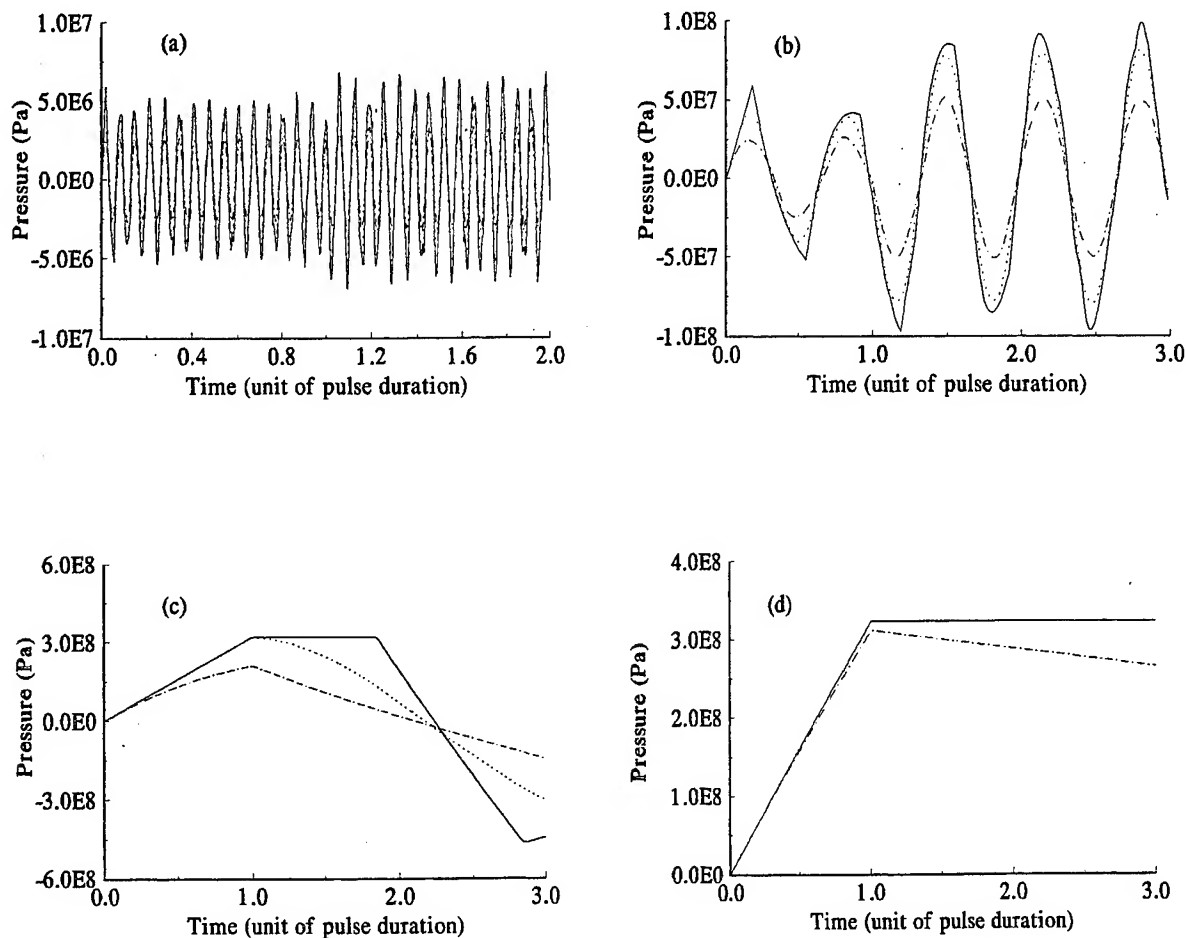 1.0E7
5.0E6
0.0E0
-5.0E6
-1.0E7
Pressure (Pa)
(a)
0.0 0.4 0.8 1.2 1.6 2.0
Time (unit of pulse duration)
1.0E8
5.0E7
0.0E0
-5.0E7
-1.0E8
Pressure (Pa)
(b)
0.0 1.0 2.0 3.0
Time (unit of pulse duration)
6.0E8
3.0E8
0.0E0
-3.0E8
-6.0E8
Pressure (Pa)
(c)
0.0 1.0 2.0 3.0
Time (unit of pulse duration)
4.0E8
3.0E8
2.0E8
1.0E8
0.0E0
Pressure (Pa)
(d)
0.0 1.0 2.0 3.0
Time (unit of pulse duration)